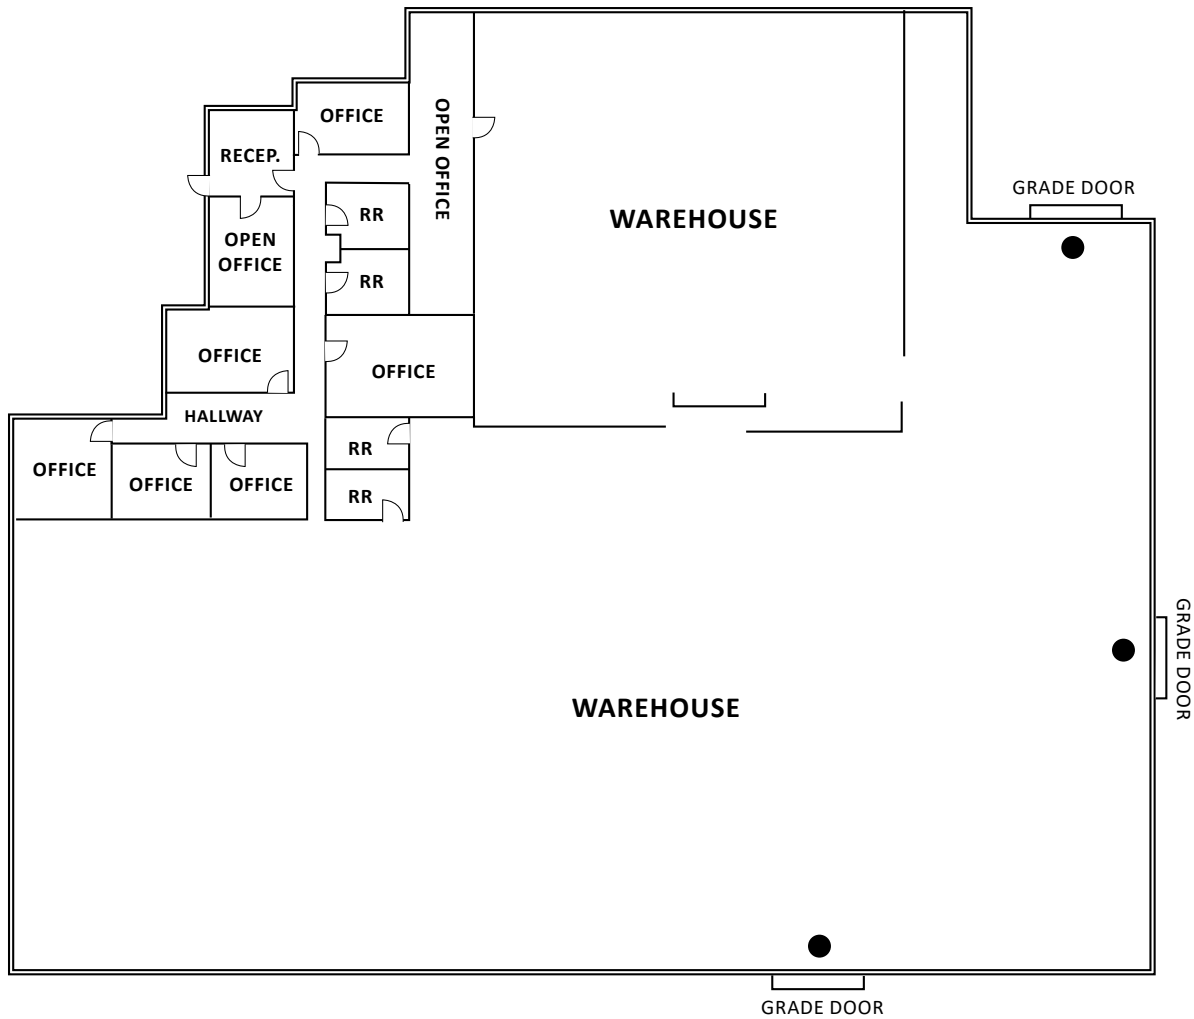 OFFICE
OPEN OFFICE
RECEP.
GRADE DOOR
RR
WAREHOUSE
OPEN
OFFICE
RR
OFFICE
OFFICE
HALLWAY
RR
OFFICE
OFFICE
OFFICE
RR
GRADE DOOR
WAREHOUSE
GRADE DOOR